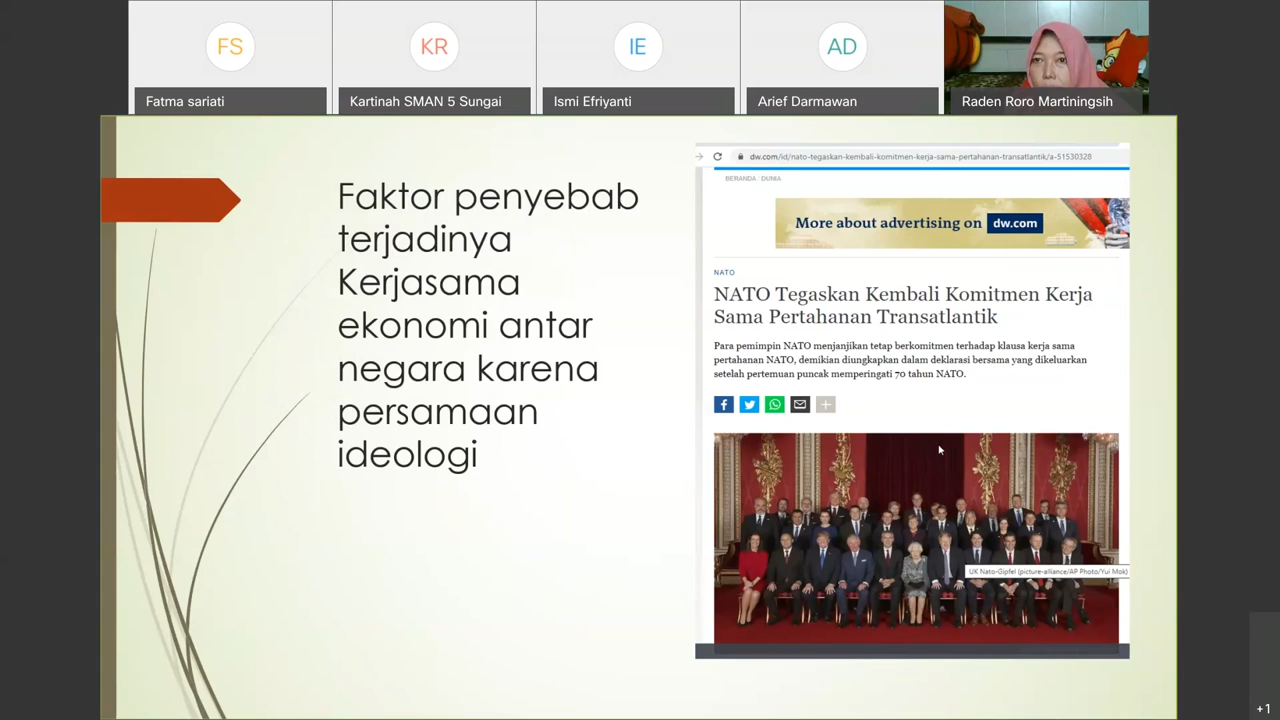 FS
KR
IE
AD
Fatma sariati
Kartinah SMAN 5 Sungai
Ismi Efriyanti
Arief Darmawan
Raden Roro Martiningsih
Faktor penyebab
terjadinya
Kerjasama
ekonomi antar
negara karena
persamaan
ideologi
dw.com/id/nato-tegaskan-kembali-komitmen-kerja-sama-pertahanan-transatlantik/a-51530328
BERANDA / DUNIA
More about advertising on dw.com
NATO
NATO Tegaskan Kembali Komitmen Kerja
Sama Pertahanan Transatlantik
Para pemimpin NATO menjanjikan tetap berkomitmen terhadap klausa kerja sama
pertahanan NATO, demikian diungkapkan dalam deklarasi bersama yang dikeluarkan
setelah pertemuan puncak memperingati 70 tahun NATO.
UK Nato-Gipfel (picture-alliance/AP Photo/Yui Mok)
+1